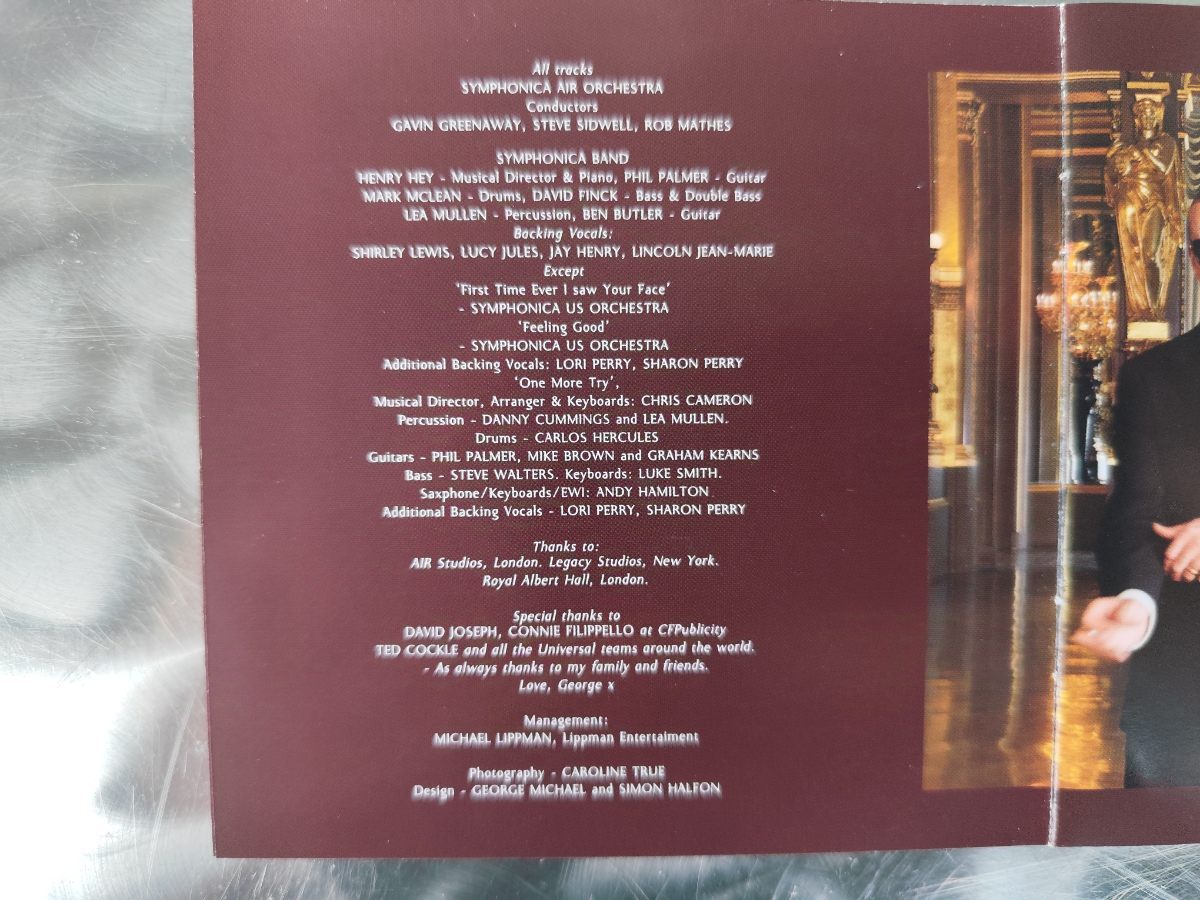 All tracks
SYMPHONICA AIR ORCHESTRA
Conductors
GAVIN GREENAWAY, STEVE SIDWELL, ROB MATHES
SYMPHONICA BAND
HENRY HEY - Musical Director & Piano, PHIL PALMER - Guitar
MARK MCLEAN - Drums, DAVID FINCK - Bass & Double Bass
LEA MULLEN - Percussion, BEN BUTLER - Guitar
Backing Vocals:
SHIRLEY LEWIS, LUCY JULES, JAY HENRY, LINCOLN JEAN-MARIE
Except
'First Time Ever I saw Your Face'
- SYMPHONICA US ORCHESTRA
'Feeling Good'
- SYMPHONICA US ORCHESTRA
Additional Backing Vocals: LORI PERRY, SHARON PERRY
'One More Try',
Musical Director, Arranger & Keyboards: CHRIS CAMERON
Percussion - DANNY CUMMINGS and LEA MULLEN.
Drums - CARLOS HERCULES
Guitars - PHIL PALMER, MIKE BROWN and GRAHAM KEARNS
Bass - STEVE WALTERS. Keyboards: LUKE SMITH.
Saxphone/Keyboards/EWI: ANDY HAMILTON
Additional Backing Vocals - LORI PERRY, SHARON PERRY
Thanks to:
AIR Studios, London. Legacy Studios, New York.
Royal Albert Hall, London.
Special thanks to
DAVID JOSEPH, CONNIE FILIPPELLO at CFPublicity
TED COCKLE and all the Universal teams around the world.
- As always thanks to my family and friends.
Love, George x
Management:
MICHAEL LIPPMAN, Lippman Entertaiment
Photography - CAROLINE TRUE
Design - GEORGE MICHAEL and SIMON HALFON